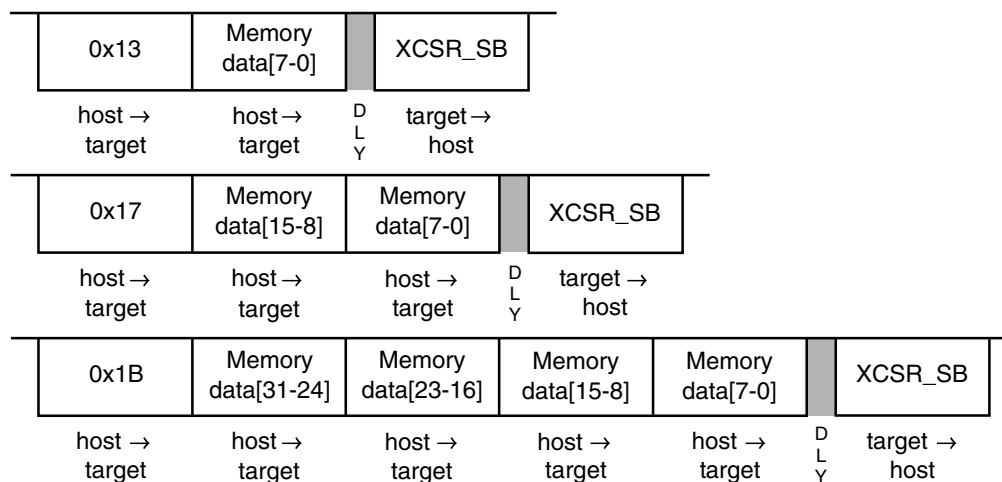 0x13 Memory data[7-0] XCSR_SB
host → target host → target D L Y target → host
0x17 Memory data[15-8] Memory data[7-0] XCSR_SB
host → target host → target host → target D L Y target → host
0x1B Memory data[31-24] Memory data[23-16] Memory data[15-8] Memory data[7-0] XCSR_SB
host → target host → target host → target host → target host → target D L Y target → host